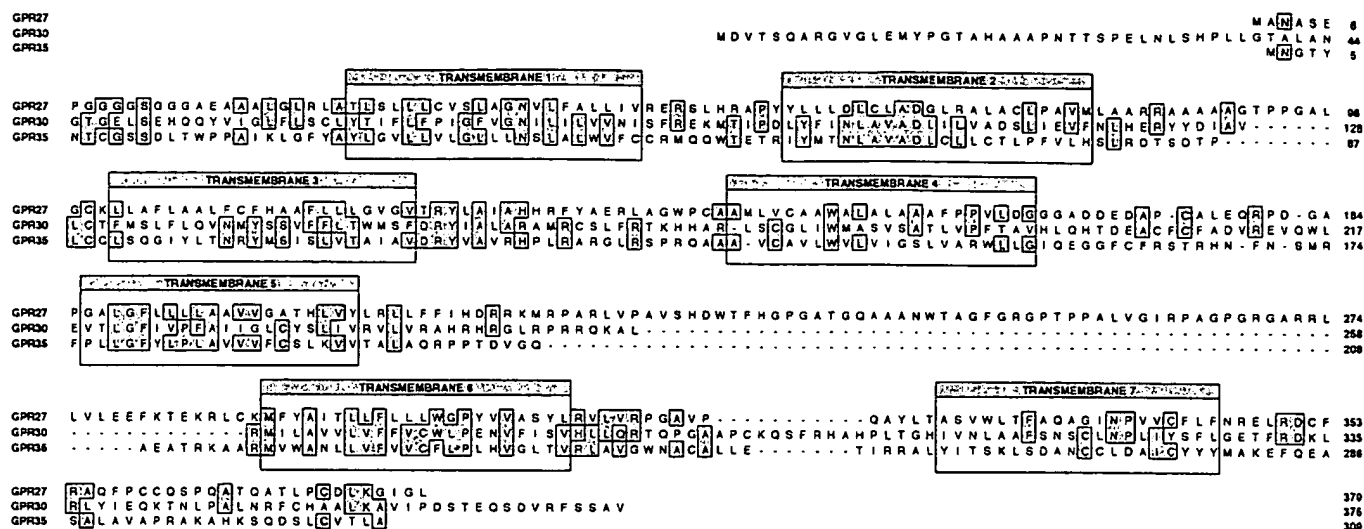 GPR27 MANASE 6
GPR30 MDVTSQARGVGLEMYPGTAHAAAPNTTSPELNLSHPLLGTALAN 44
GPR35 MNGTY 5
TRANSMEMBRANE 1 TRANSMEMBRANE 2
GPR27 PGGGGSQGGAEAAALGLRLATLSLLLCVSLAGNVLFALLIVRERSLHRAPYYLLLDLCLADGLRALACLPAVMLAARRAAAAAGTPPGAL 96
GPR30 GTGELSEHQQYVIGLFLSCLYTIFLFPIGFVGNILILVVNISFREKMTIPDLYFINLAVADLILVADSLIEVFNLHERYYDIAV----- 128
GPR35 NTCGSSDLTWPPAIKLGFYAYLGVLLVLGLLLNSLALWVFCCRMQQWTETRIYMTNLAVADLCLLCTLPFVLHSLRDTSDTP-------- 87
TRANSMEMBRANE 3 TRANSMEMBRANE 4
GPR27 GCKLLAFLAALFCFHAAFLLLGVGVTRYLAIAHHRFYAERLAGWPCAAMLVCAAWALALAAAFPPVLDGGGADDEDAP-CALEQRPD-GA 184
GPR30 LCTFMSLFLQVNMYSSVFFLTWMSFDRYIALARAMRCSLFRTKHHAR-LSCGLIWMASVSATLVPFTAVHLQHTDEACFCFADVREVQWL 217
GPR35 LCCLSQGIYLTNRYMSISLVTAIAVDRYVAVRHPLRARGLRSPRQAAA-VCAVLWVLVIGSLVARWLLGIQEGGFCFRSTRHN-FN-SMR 174
TRANSMEMBRANE 5
GPR27 PGALGFLLLLAAVVGATHLVYLRLLFFIHDRRKMRPARLVPAVSHDWTFHGPGATGQAAANWTAGFGRGPTPPALVGIRPAGPGRGARRL 274
GPR30 EVTLGFIVPFAIIGLCYSLIVRVLVRAHRHRGLRPRRQKAL------------------------------------------------- 258
GPR35 FPLLGFYLPLAVVVFCSLKVVTALAQRPPTDVGQ-------------------------------------------------------- 208
TRANSMEMBRANE 6 TRANSMEMBRANE 7
GPR27 LVLEEFKTEKRLCKMFYAITLLFLLLWGPYVVASYLRVLVRPGAVP-----------QAYLTASVWLTFAQAGINPVVCFLFNRELRDCF 353
GPR30 -------------RMILAVVLVFFVCWLPENVFISVHLLQRTQPGAAPCKQSFRHAHPLTGHIVNLAAFSNSCLNPLIYSFLGETFRDKL 335
GPR35 ------AEATRKAARMVWANLLVFVVCFLPLHVGLTVRLAVGWNACALLE------TIRRALYITSKLSDANCCLDAICYYYMAKEFQEA 286
GPR27 RAQFPCCQSPQATQATLPCDLKGIGL 379
GPR30 RLYIEQKTNLPALNRFCHAALKAVIPDSTEQSDVRFSSAV 375
GPR35 SALAVAPRAKAHKSQDSLCVTLA 309